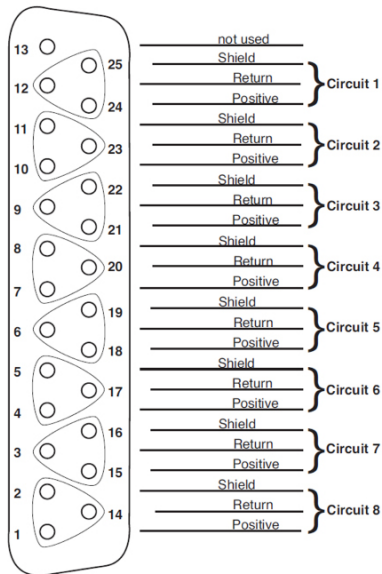 13 not used
25 Shield
12 Return Circuit 1
24 Positive
11 Shield
23 Return Circuit 2
10 Positive
22 Shield
9 Return Circuit 3
21 Positive
8 Shield
20 Return Circuit 4
7 Positive
19 Shield
6 Return Circuit 5
18 Positive
5 Shield
17 Return Circuit 6
4 Positive
16 Shield
3 Return Circuit 7
15 Positive
2 Shield
14 Return Circuit 8
1 Positive